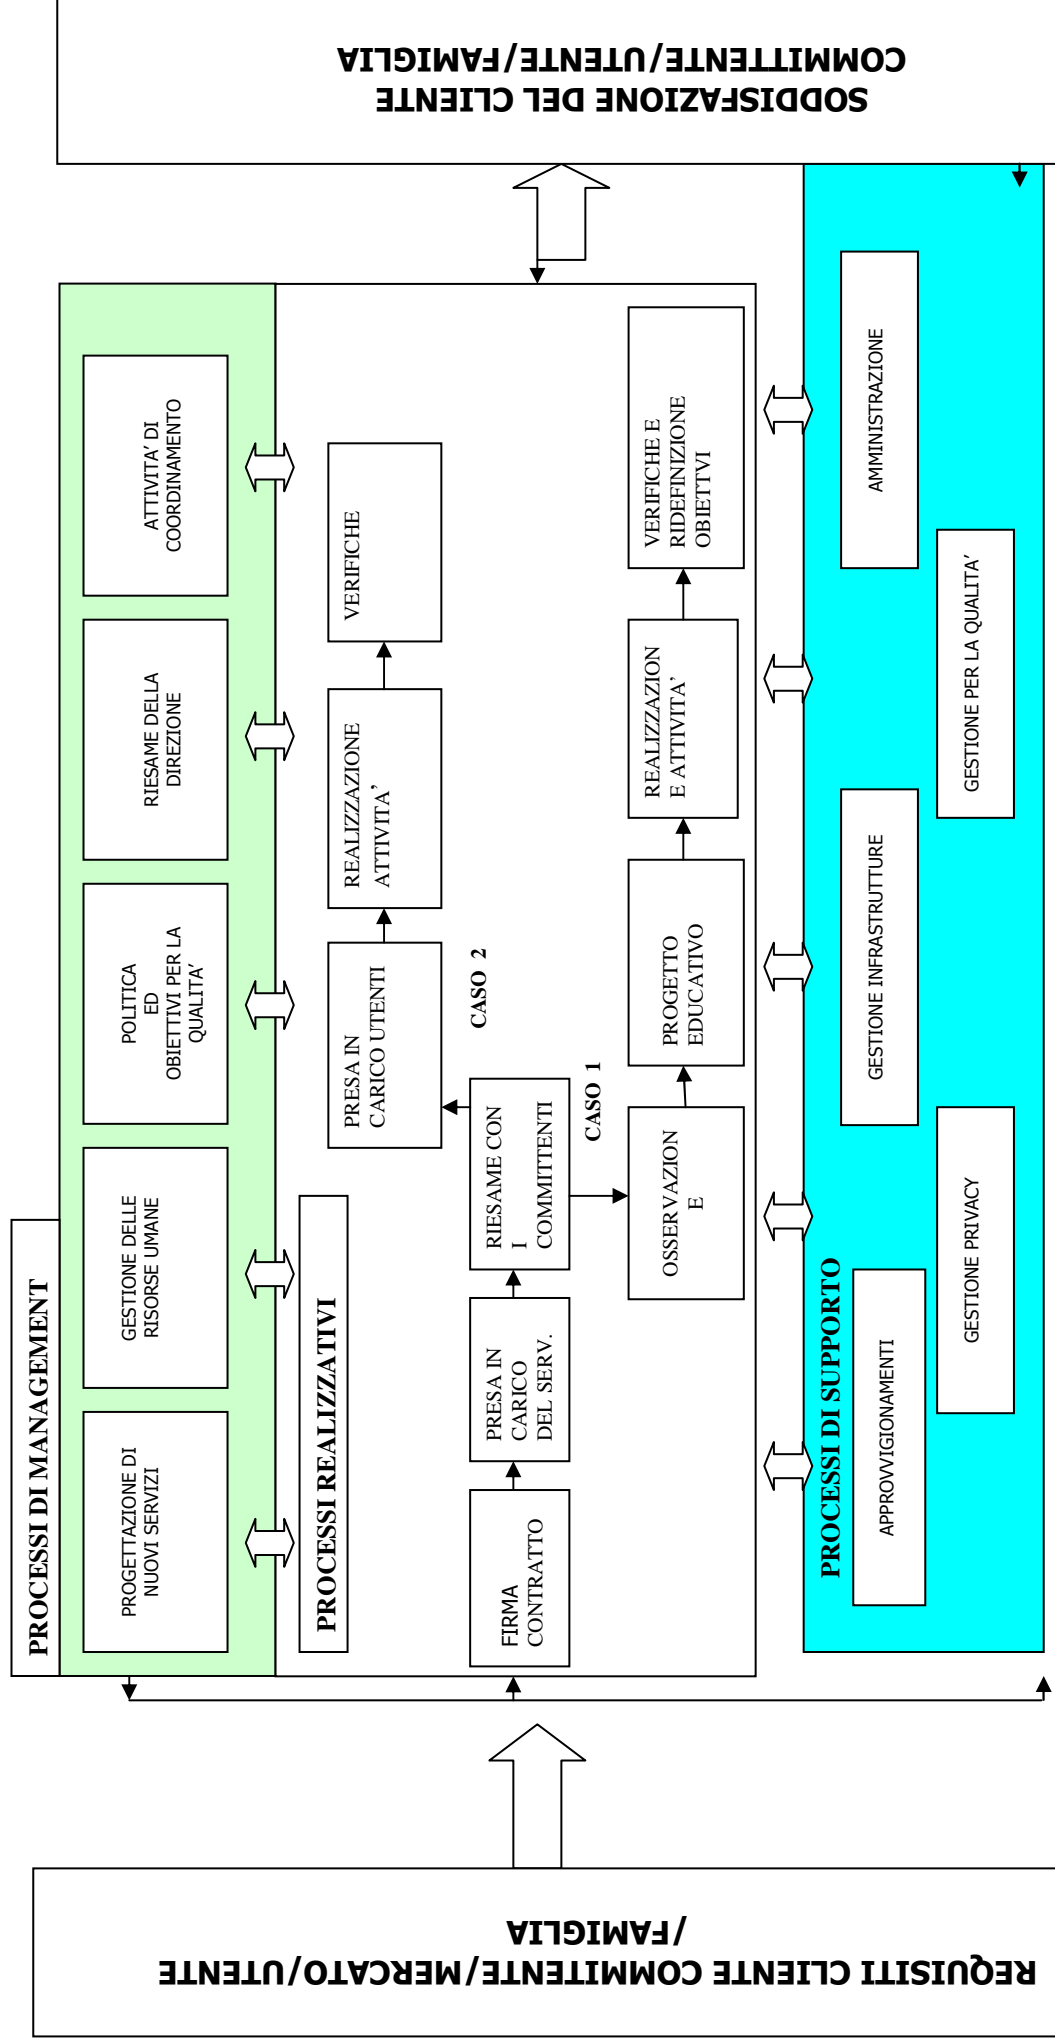 REQUISITI CLIENTE COMMITTENTE/MERCATO/UTENTE
/FAMIGLIA
PROCESSI DI MANAGEMENT
PROGETTAZIONE DI
NUOVI SERVIZI
GESTIONE DELLE
RISORSE UMANE
POLITICA
ED
OBIETTIVI PER LA
QUALITA’
RIESAME DELLA
DIREZIONE
ATTIVITA’ DI
COORDINAMENTO
PROCESSI REALIZZATIVI
FIRMA
CONTRATTO
PRESA IN
CARICO
DEL SERV.
RIESAME CON
I
COMMITTENTI
CASO 2
PRESA IN
CARICO UTENTI
REALIZZAZIONE
ATTIVITA’
VERIFICHE
CASO 1
OSSERVAZION
E
PROGETTO
EDUCATIVO
REALIZZAZION
E ATTIVITA’
VERIFICHE E
RIDEFINIZIONE
OBIETTVI
PROCESSI DI SUPPORTO
APPROVVIGIONAMENTI
GESTIONE INFRASTRUTTURE
AMMINISTRAZIONE
GESTIONE PRIVACY
GESTIONE PER LA QUALITA’
SODDISFAZIONE DEL CLIENTE
COMMITTENTE/UTENTE/FAMIGLIA